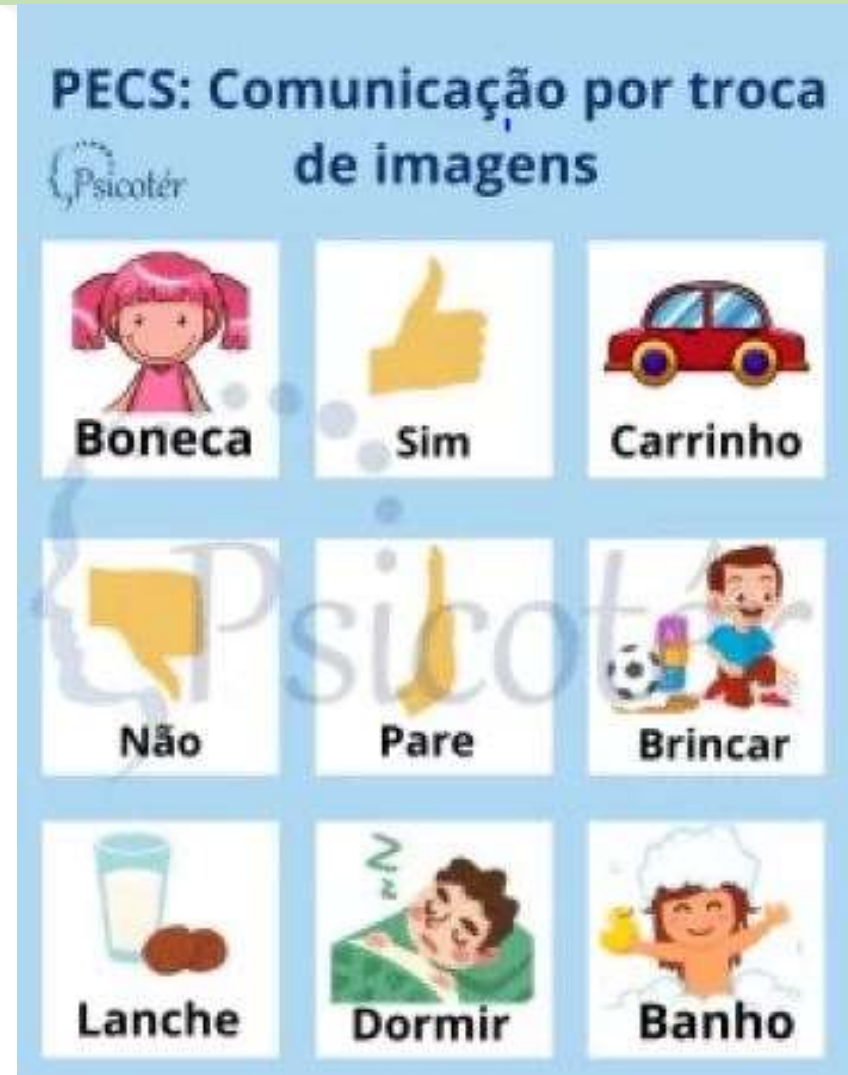 PECS: Comunicação por troca
de imagens
Psicotér
Boneca
Sim
Carrinho
Psicotér
Não
Pare
Brincar
Lanche
Dormir
Banho